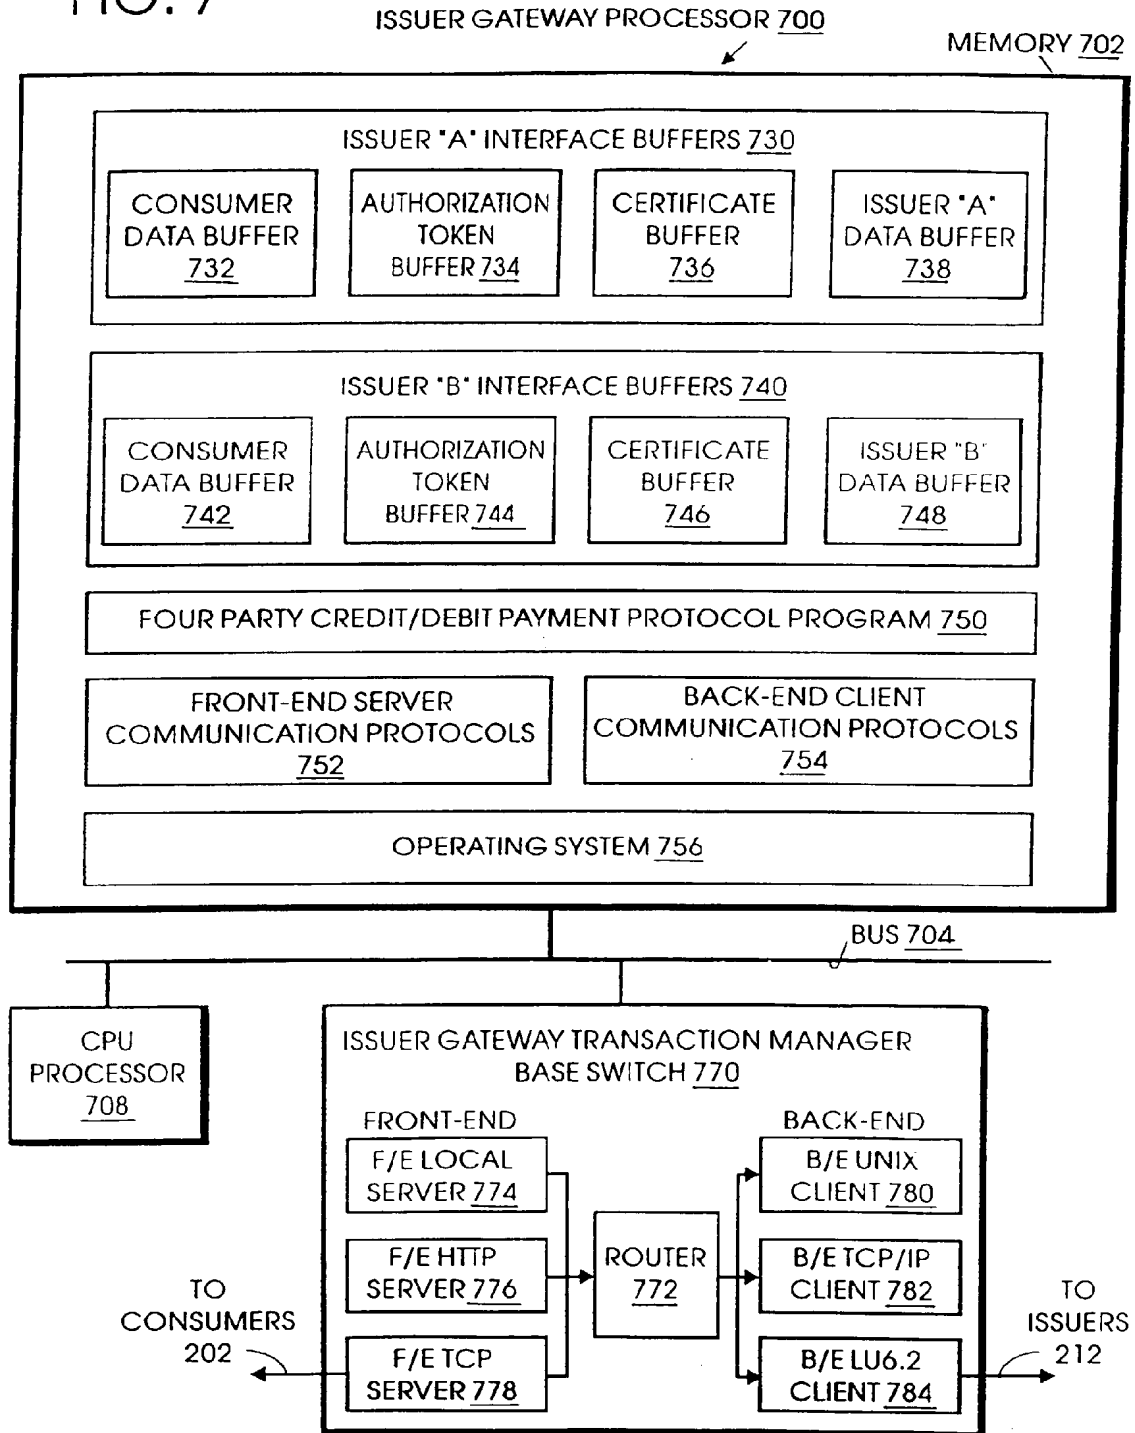 FIG. 7
ISSUER GATEWAY PROCESSOR 700
MEMORY 702
ISSUER "A" INTERFACE BUFFERS 730
CONSUMER
DATA BUFFER
732
AUTHORIZATION
TOKEN
BUFFER 734
CERTIFICATE
BUFFER
736
ISSUER "A"
DATA BUFFER
738
ISSUER "B" INTERFACE BUFFERS 740
CONSUMER
DATA BUFFER
742
AUTHORIZATION
TOKEN
BUFFER 744
CERTIFICATE
BUFFER
746
ISSUER "B"
DATA BUFFER
748
FOUR PARTY CREDIT/DEBIT PAYMENT PROTOCOL PROGRAM 750
FRONT-END SERVER
COMMUNICATION PROTOCOLS
752
BACK-END CLIENT
COMMUNICATION PROTOCOLS
754
OPERATING SYSTEM 756
BUS 704
CPU
PROCESSOR
708
ISSUER GATEWAY TRANSACTION MANAGER
BASE SWITCH 770
FRONT-END
F/E LOCAL
SERVER 774
F/E HTTP
SERVER 776
F/E TCP
SERVER 778
ROUTER
772
BACK-END
B/E UNIX
CLIENT 780
B/E TCP/IP
CLIENT 782
B/E LU6.2
CLIENT 784
TO
CONSUMERS
202
TO
ISSUERS
212